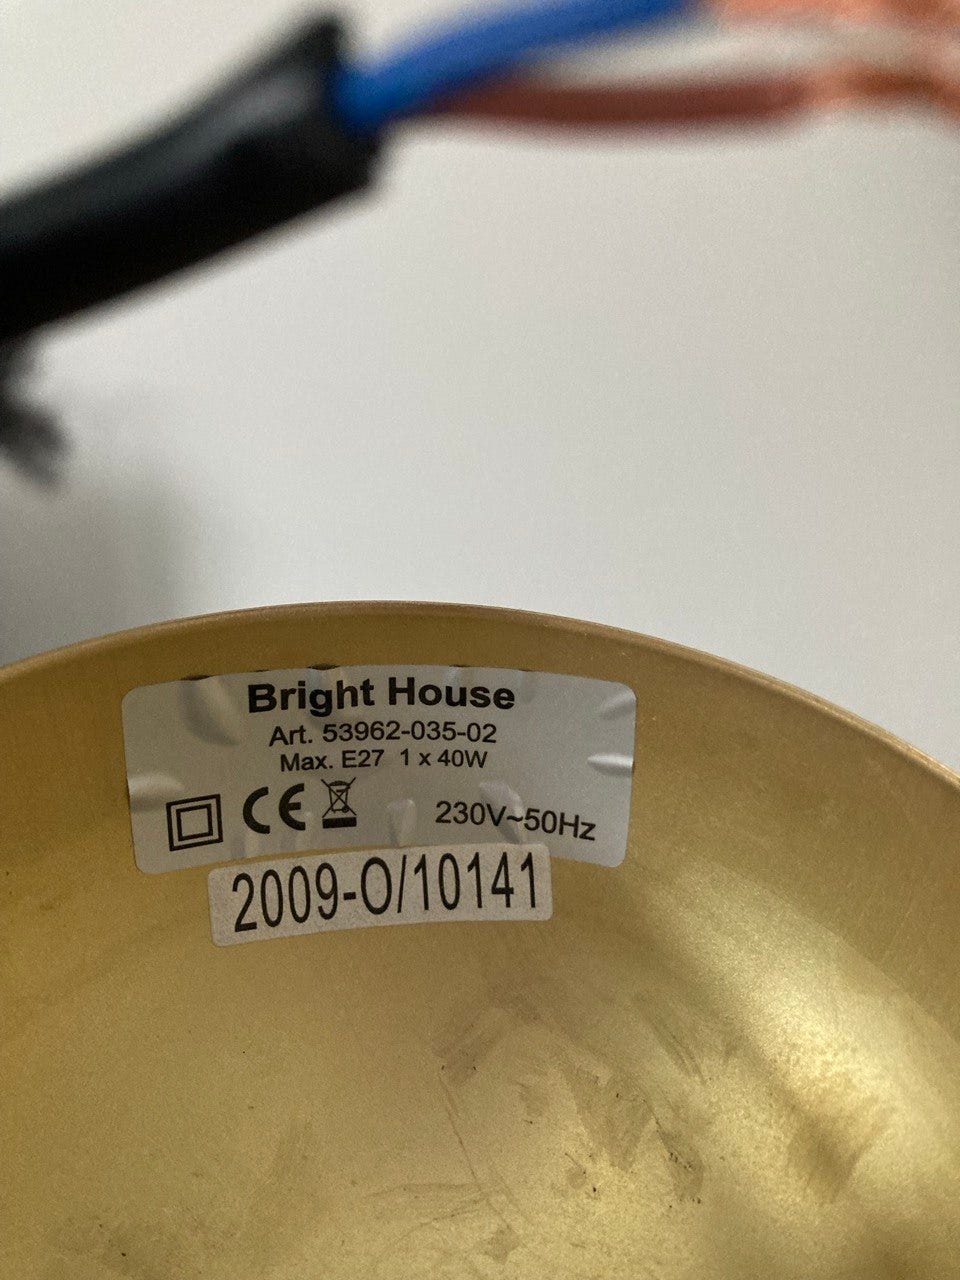 Bright House
Art. 53962-035-02
Max. E27 1 x 40W
CE
230V~50Hz
2009-O/10141